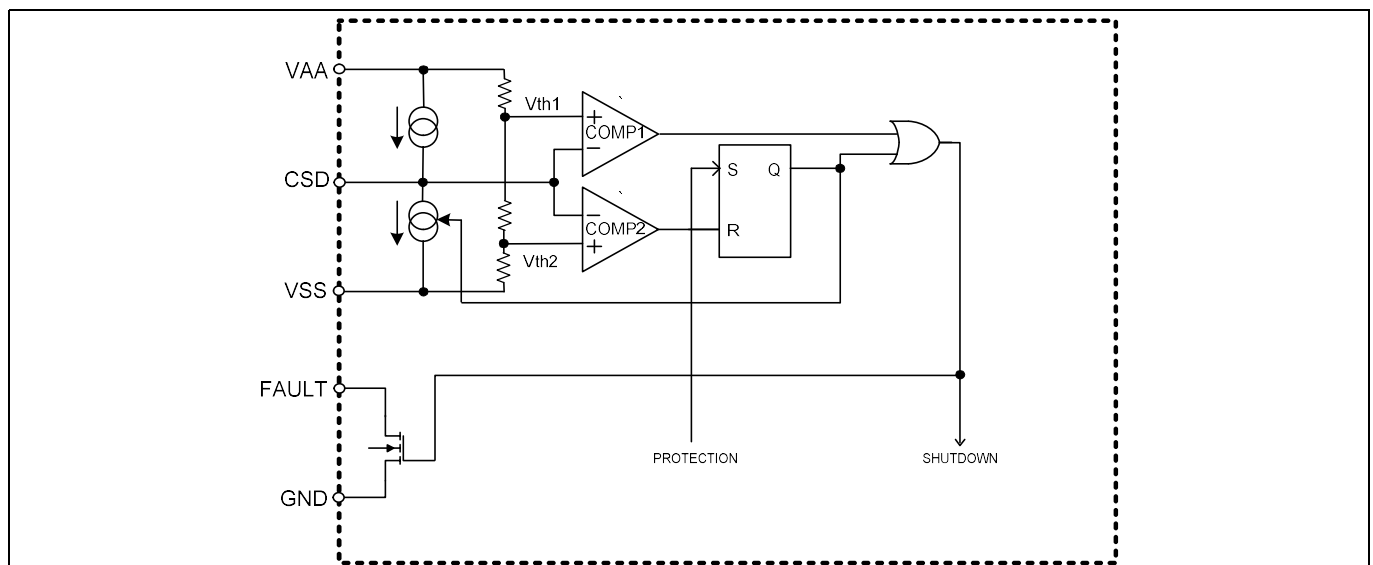 VAA
Vth1
+
COMP1
−
CSD
S Q
−
COMP2
+
R
Vth2
VSS
FAULT
PROTECTION
SHUTDOWN
GND